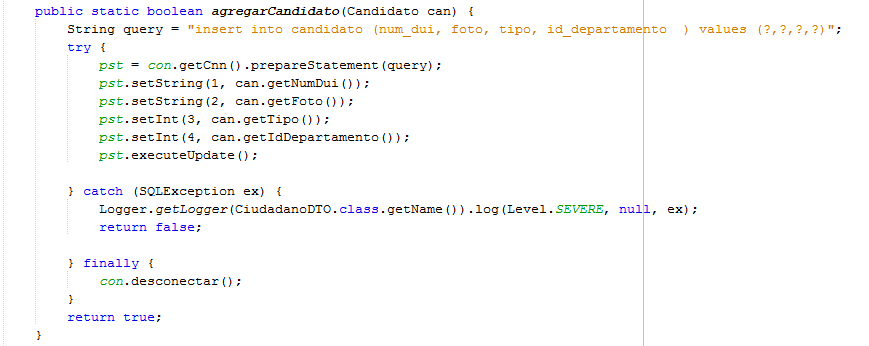 public static boolean agregarCandidato(Candidato can) {
String query = "insert into candidato (num_dui, foto, tipo, id_departamento  ) values (?,?,?,?)";
try {
pst = con.getCnn().prepareStatement(query);
pst.setString(1, can.getNumDui());
pst.setString(2, can.getFoto());
pst.setInt(3, can.getTipo());
pst.setInt(4, can.getIdDepartamento());
pst.executeUpdate();
} catch (SQLException ex) {
Logger.getLogger(CiudadanoDTO.class.getName()).log(Level.SEVERE, null, ex);
return false;
} finally {
con.desconectar();
}
return true;
}